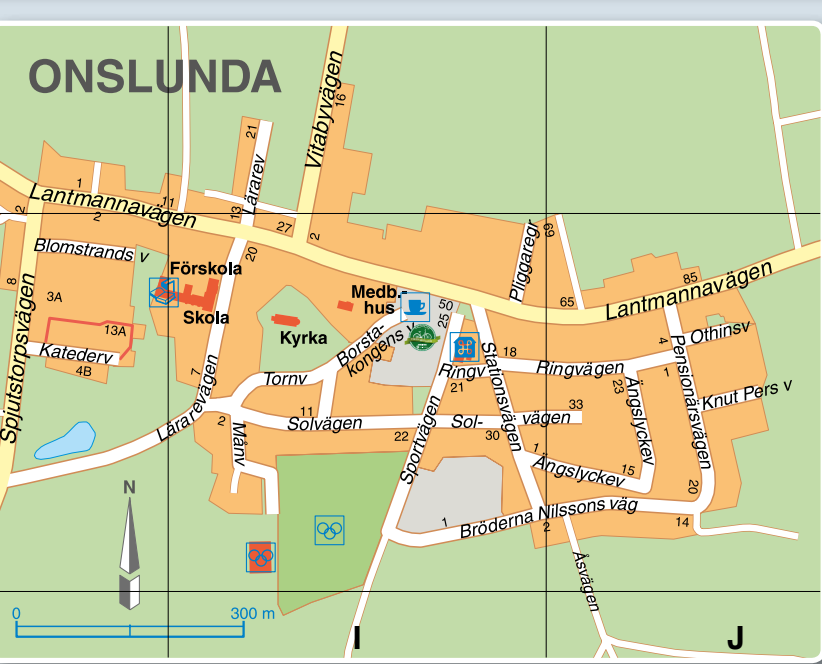 ONSLUNDA
Vitabyvägen
16
21
Lärarev
13
1
Lantmannavägen
11
2
2
27
2
20
69
Pliggaregr
Blomstrands v
8
Förskola
Skola
3A
13A
Katederv
4B
Spjutstorpsvägen
Medb.-
hus
50
25
Kyrka
Borsta-
kongens v
65
85
Lantmannavägen
Othinsv
4
1
Stationsvägen
18
Ringv
21
Ringvägen
Pensionärsvägen
Knut Pers v
7
Tornv
Lärarevägen
2
11
Solvägen
22
Sol-
30
vägen
33
23
Ängslyckev
Månv
Sportvägen
1
Ängslyckev
15
20
N
1
Bröderna Nilssons väg
2
14
Åsvägen
0
300 m
I
J